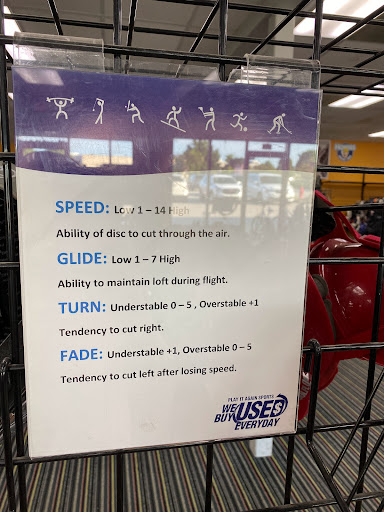 SPEED: Low 1 – 14 High
Ability of disc to cut through the air.
GLIDE: Low 1 – 7 High
Ability to maintain loft during flight.
TURN: Understable 0 – 5 , Overstable +1
Tendency to cut right.
FADE: Understable +1, Overstable 0 – 5
Tendency to cut left after losing speed.
PLAY IT AGAIN SPORTS
WE BUY USED
EVERYDAY